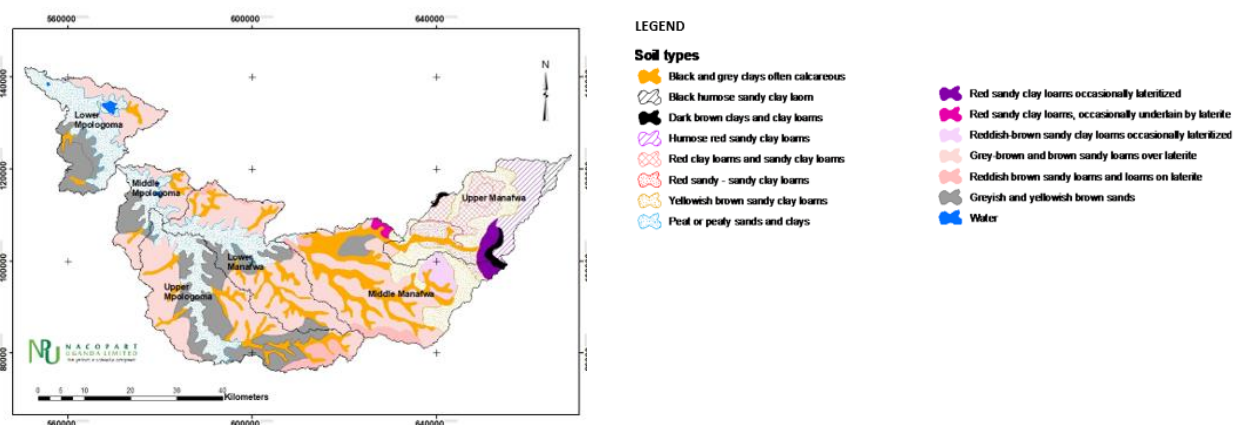 560000 600000 640000
140000
120000
100000
80000
N
Lower
Mpologoma
Middle
Mpologoma
Upper Manafwa
Lower
Manafwa
Upper
Mpologoma
Middle Manafwa
NPU NACOPART
UGANDA LIMITED
0 5 10 20 30 40
Kilometers
560000 600000 640000
LEGEND
Soil types
Black and grey clays often calcareous
Black humose sandy clay laom
Dark brown clays and clay loams
Humose red sandy clay loams
Red clay loams and sandy clay loams
Red sandy - sandy clay loams
Yellowish brown sandy clay loams
Peat or peaty sands and clays
Red sandy clay loams occasionally lateritized
Red sandy clay loams, occasionally underlain by laterite
Reddish-brown sandy clay loams occasionally lateritized
Grey-brown and brown sandy loams over laterite
Reddish brown sandy loams and loams on laterite
Greyish and yellowish brown sands
Water